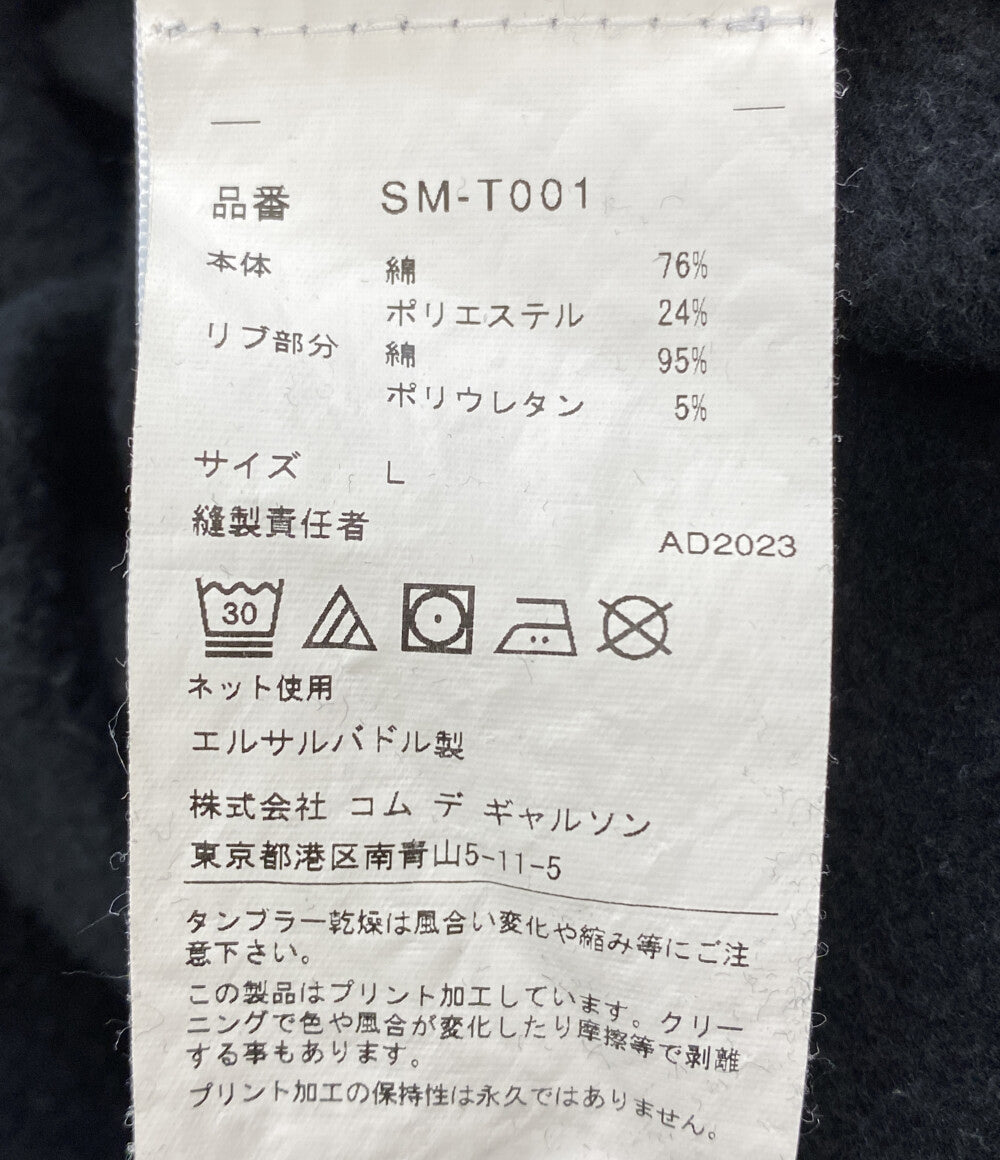 品番 SM-T001
本体 綿 76%
ポリエステル 24%
リブ部分 綿 95%
ポリウレタン 5%
サイズ L
縫製責任者 AD2023
30
ネット使用
エルサルバドル製
株式会社 コム デ ギャルソン
東京都港区南青山5-11-5
タンブラー乾燥は風合い変化や縮み等にご注
意下さい。
この製品はプリント加工しています。クリー
ニングで色や風合が変化したり摩擦等で剥離
する事もあります。
プリント加工の保持性は永久ではありません。